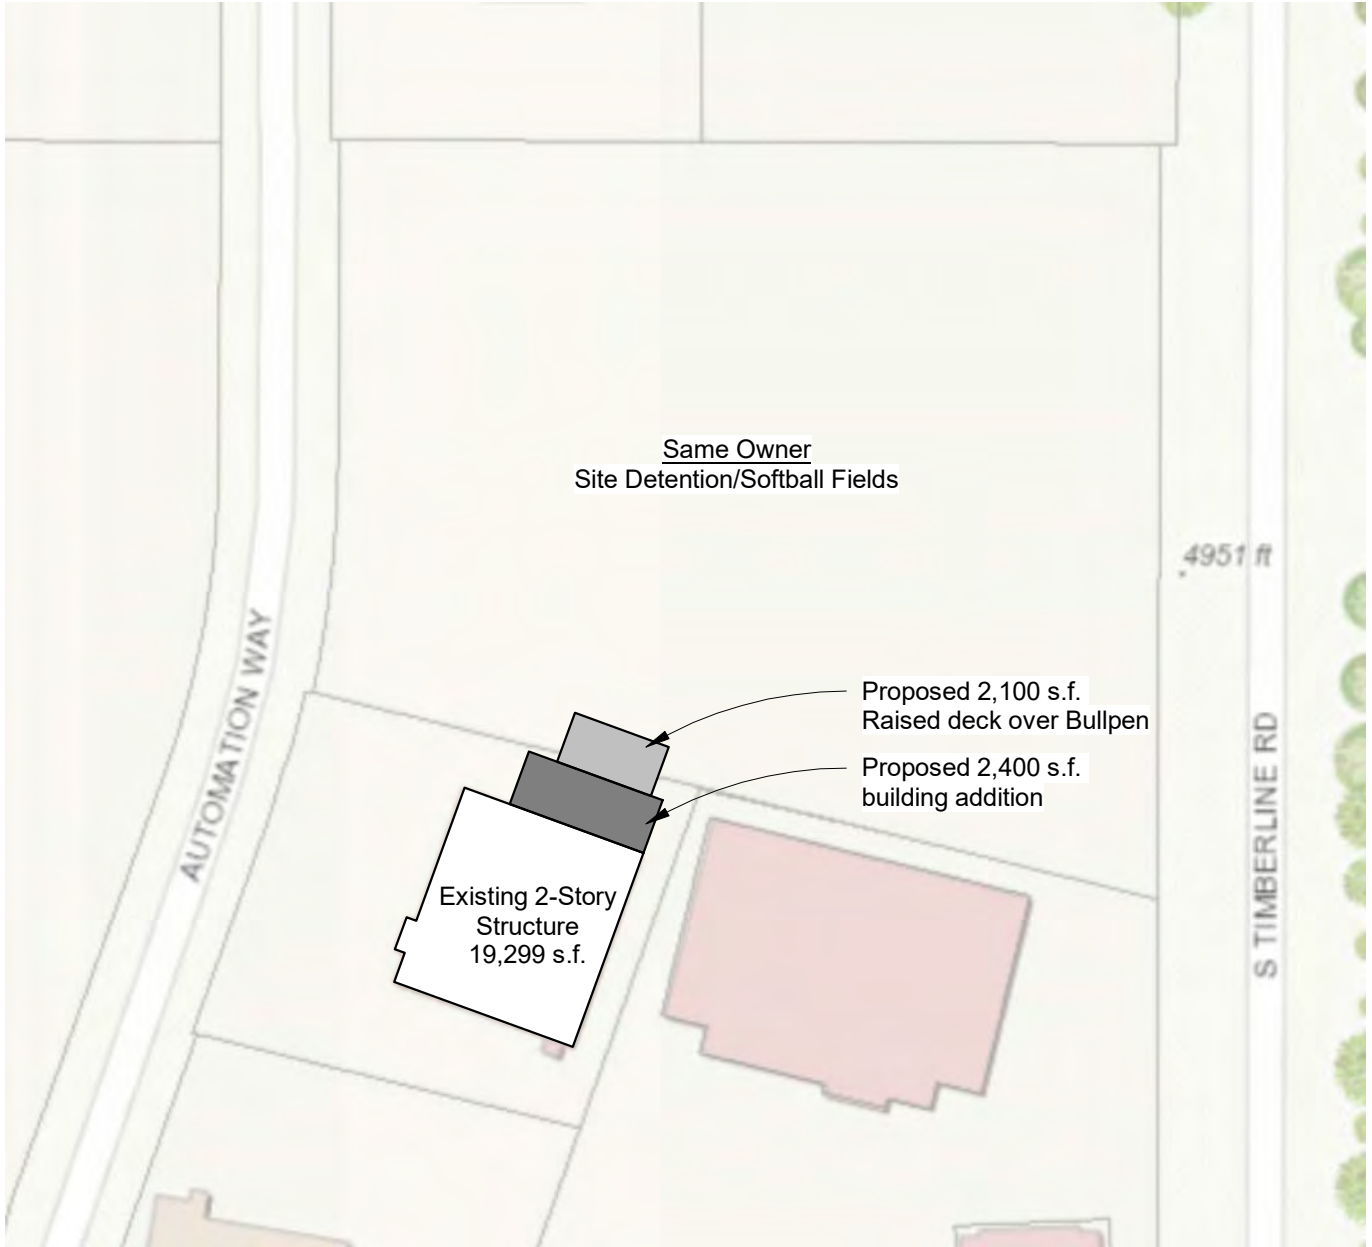 Same Owner
Site Detention/Softball Fields
4951 ft
AUTOMATION WAY
Proposed 2,100 s.f.
Raised deck over Bullpen
Proposed 2,400 s.f.
building addition
S TIMBERLINE RD
Existing 2-Story
Structure
19,299 s.f.